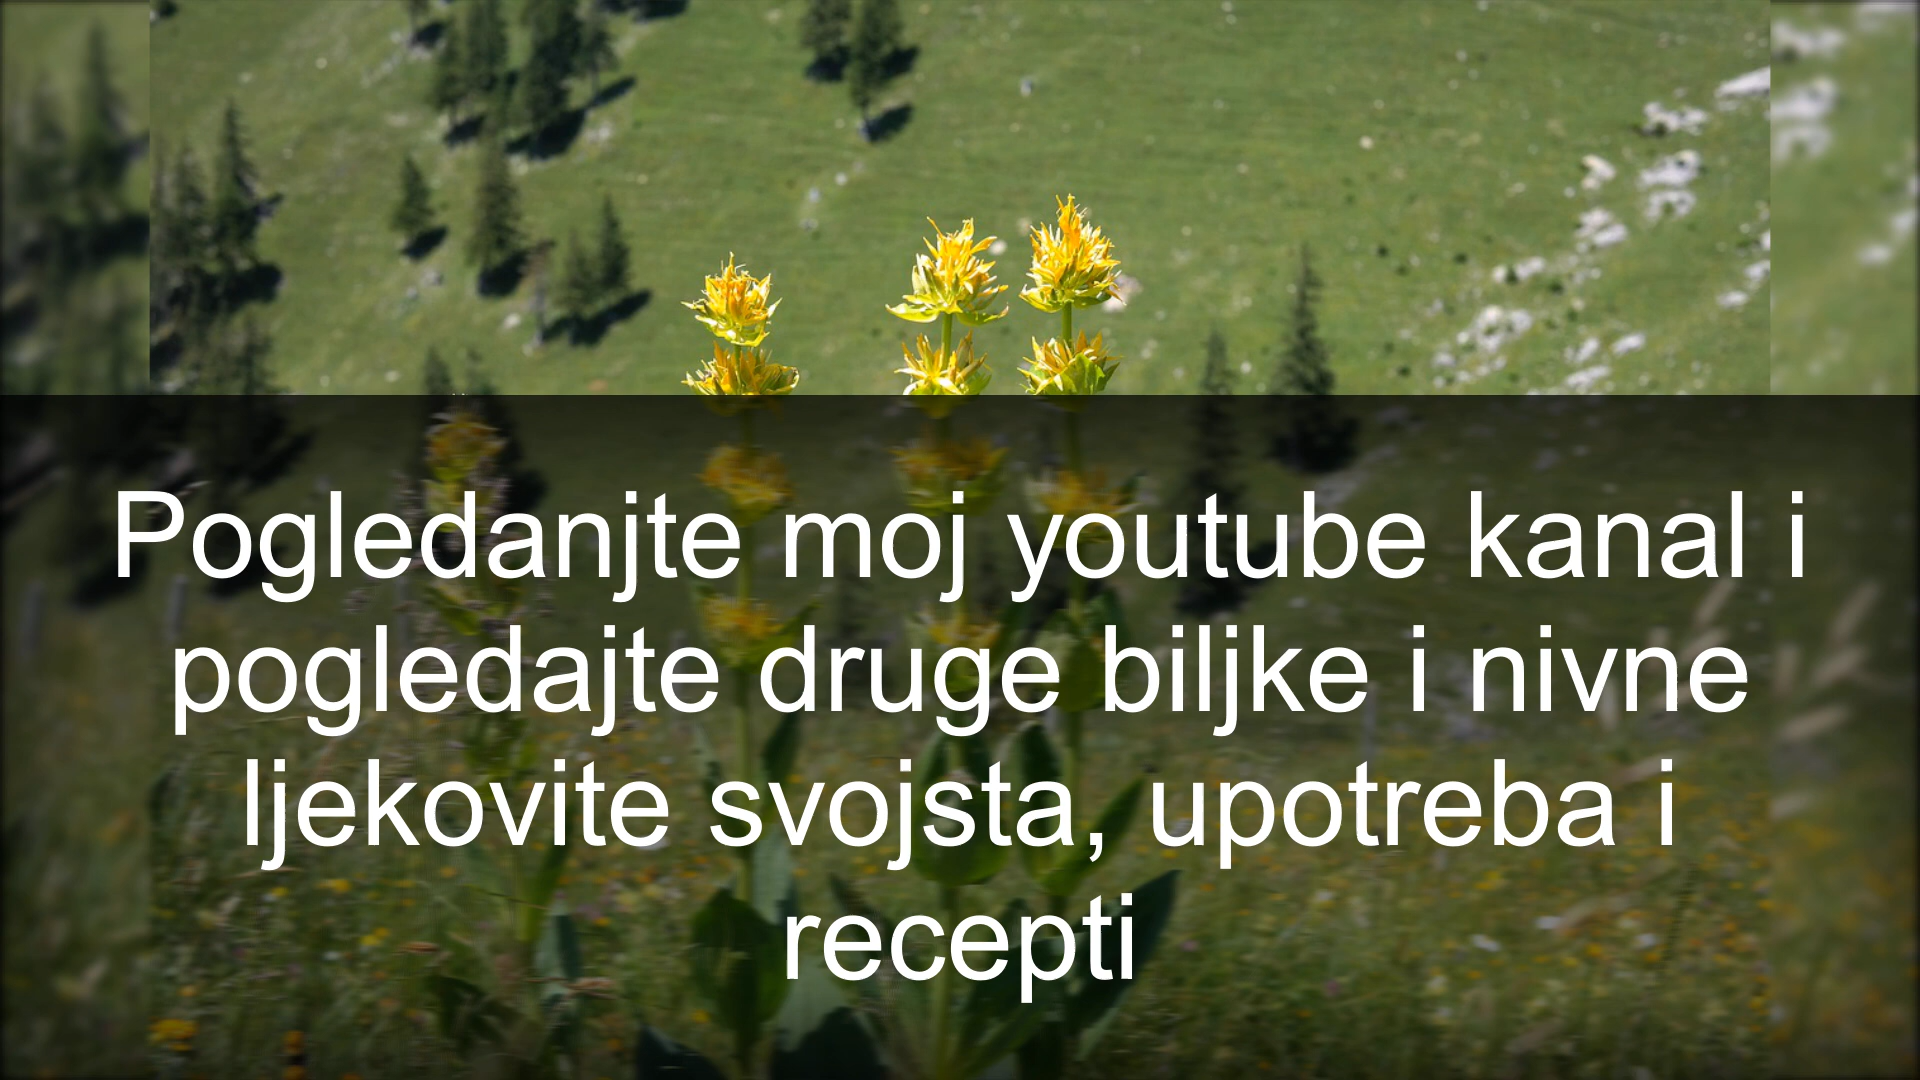 Pogledanjte moj youtube kanal i
pogledajte druge biljke i nivne
ljekovite svojsta, upotreba i
recepti